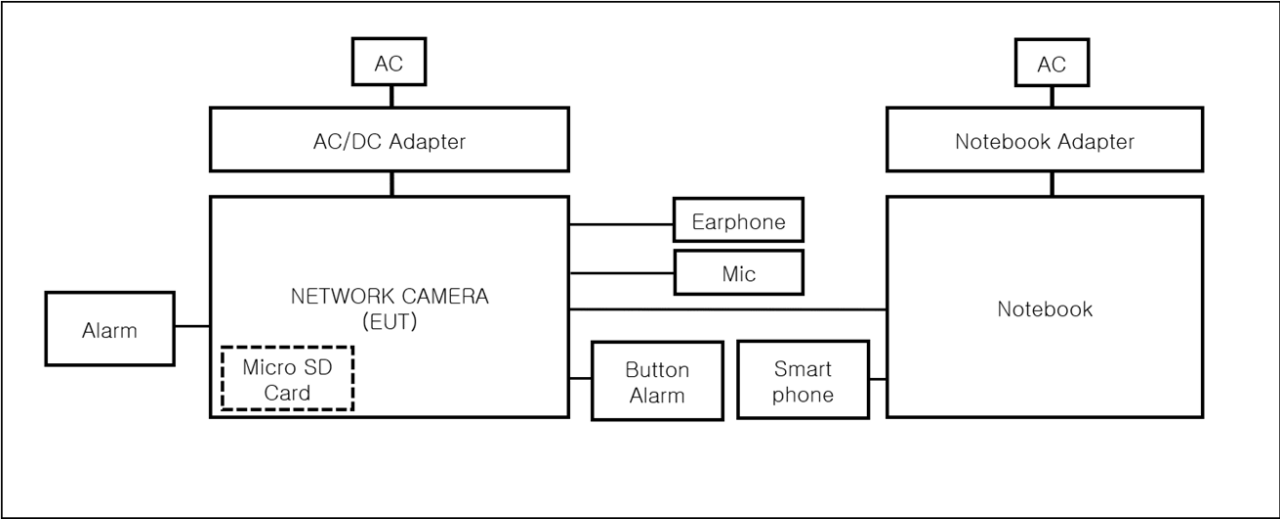 AC
AC
AC/DC Adapter
Notebook Adapter
Earphone
Mic
NETWORK CAMERA
(EUT)
Notebook
Alarm
Micro SD
Card
Button
Alarm
Smart
phone